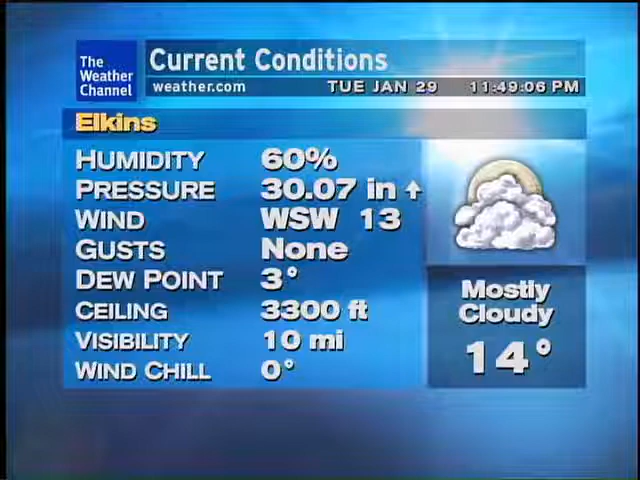 The
Weather
Channel
Current Conditions
weather.com TUE JAN 29 11:49:06 PM
Elkins
HUMIDITY 60%
PRESSURE 30.07 in ↑
WIND WSW 13
GUSTS None
DEW POINT 3°
CEILING 3300 ft
VISIBILITY 10 mi
WIND CHILL 0°
Mostly
Cloudy
14°